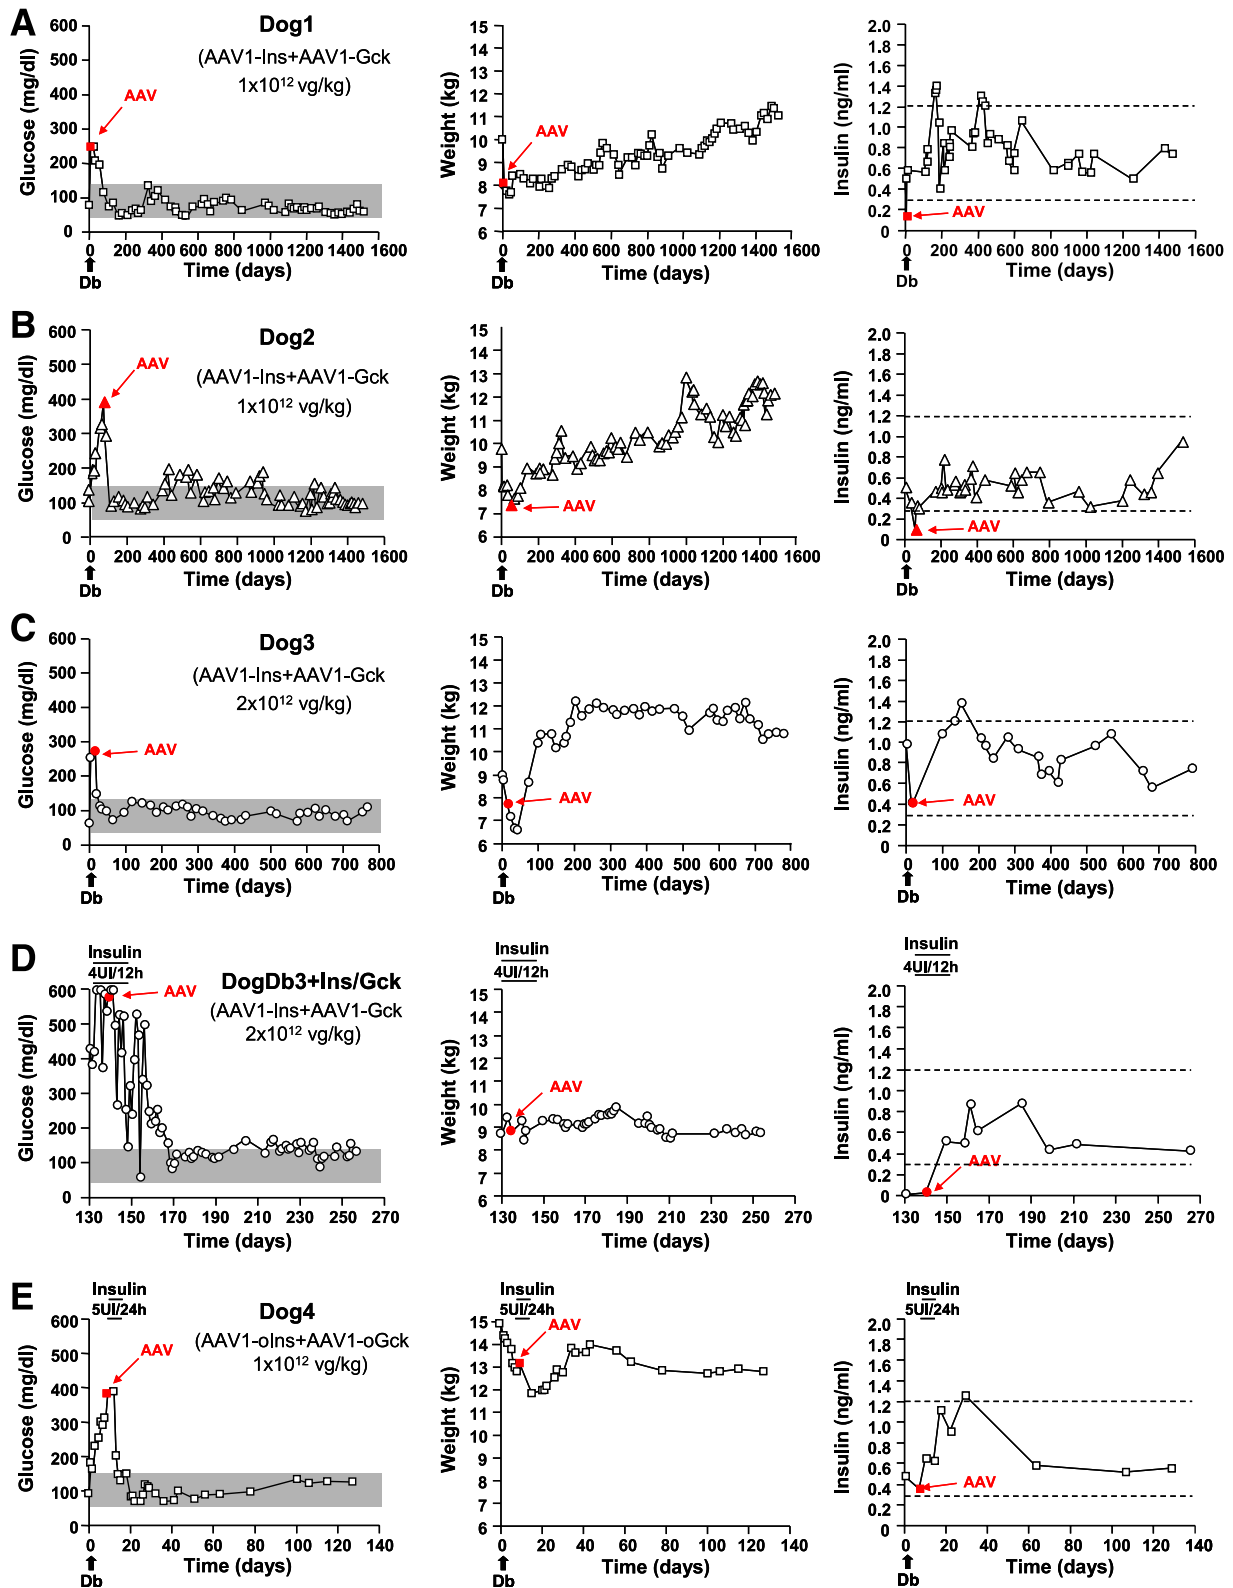 A
Dog1
(AAV1-Ins+AAV1-Gck
1x10¹² vg/kg)
Glucose (mg/dl)
600
500
400
300
200
100
0
AAV
0 200 400 600 800 1000 1200 1400 1600
Time (days)
Db
Weight (kg)
15
14
13
12
11
10
9
8
7
6
AAV
0 200 400 600 800 1000 1200 1400 1600
Time (days)
Db
Insulin (ng/ml)
2.0
1.8
1.6
1.4
1.2
1.0
0.8
0.6
0.4
0.2
0
AAV
0 200 400 600 800 1000 1200 1400 1600
Time (days)
Db
B
Dog2
(AAV1-Ins+AAV1-Gck
1x10¹² vg/kg)
Glucose (mg/dl)
600
500
400
300
200
100
0
AAV
0 200 400 600 800 1000 1200 1400 1600
Time (days)
Db
Weight (kg)
15
14
13
12
11
10
9
8
7
6
AAV
0 200 400 600 800 1000 1200 1400 1600
Time (days)
Db
Insulin (ng/ml)
2.0
1.8
1.6
1.4
1.2
1.0
0.8
0.6
0.4
0.2
0
AAV
0 200 400 600 800 1000 1200 1400 1600
Time (days)
Db
C
Dog3
(AAV1-Ins+AAV1-Gck
2x10¹² vg/kg)
Glucose (mg/dl)
600
500
400
300
200
100
0
AAV
0 100 200 300 400 500 600 700 800
Time (days)
Db
Weight (kg)
15
14
13
12
11
10
9
8
7
6
AAV
0 100 200 300 400 500 600 700 800
Time (days)
Db
Insulin (ng/ml)
2.0
1.8
1.6
1.4
1.2
1.0
0.8
0.6
0.4
0.2
0
AAV
0 100 200 300 400 500 600 700 800
Time (days)
Db
D
Insulin
4UI/12h
DogDb3+Ins/Gck
(AAV1-Ins+AAV1-Gck
2x10¹² vg/kg)
Glucose (mg/dl)
600
500
400
300
200
100
0
AAV
130 150 170 190 210 230 250 270
Time (days)
Insulin
4UI/12h
Weight (kg)
15
14
13
12
11
10
9
8
7
6
AAV
130 150 170 190 210 230 250 270
Time (days)
Insulin
4UI/12h
Insulin (ng/ml)
2.0
1.8
1.6
1.4
1.2
1.0
0.8
0.6
0.4
0.2
0
AAV
130 150 170 190 210 230 250 270
Time (days)
E
Insulin
5UI/24h
Dog4
(AAV1-oIns+AAV1-oGck
1x10¹² vg/kg)
Glucose (mg/dl)
600
500
400
300
200
100
0
AAV
0 20 40 60 80 100 120 140
Time (days)
Db
Insulin
5UI/24h
Weight (kg)
15
14
13
12
11
10
9
8
7
6
AAV
0 20 40 60 80 100 120 140
Time (days)
Db
Insulin
5UI/24h
Insulin (ng/ml)
2.0
1.8
1.6
1.4
1.2
1.0
0.8
0.6
0.4
0.2
0
AAV
0 20 40 60 80 100 120 140
Time (days)
Db